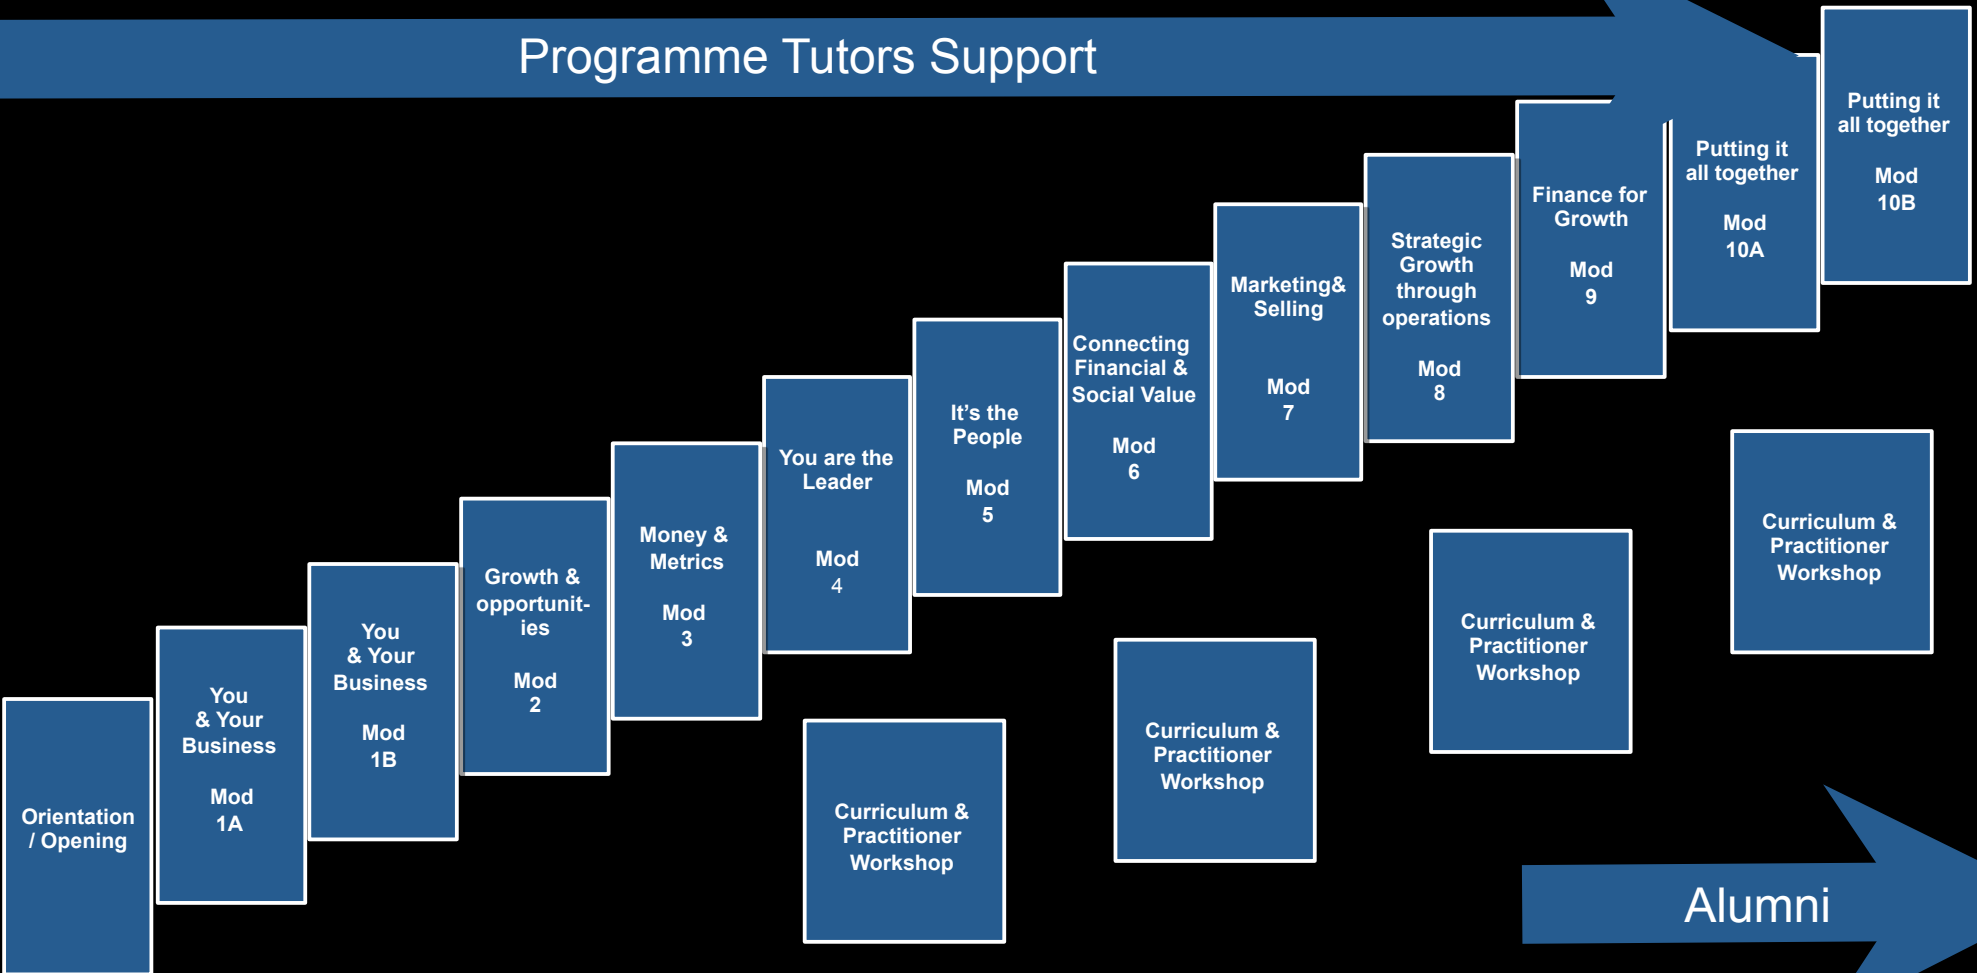 Programme Tutors Support
Orientation
/ Opening
You
& Your
Business
Mod
1A
You
& Your
Business
Mod
1B
Growth &
opportunit-
ies
Mod
2
Money &
Metrics
Mod
3
You are the
Leader
Mod
4
It's the
People
Mod
5
Connecting
Financial &
Social Value
Mod
6
Marketing&
Selling
Mod
7
Strategic
Growth
through
operations
Mod
8
Finance for
Growth
Mod
9
Putting it
all together
Mod
10A
Putting it
all together
Mod
10B
Curriculum &
Practitioner
Workshop
Curriculum &
Practitioner
Workshop
Curriculum &
Practitioner
Workshop
Curriculum &
Practitioner
Workshop
Alumni